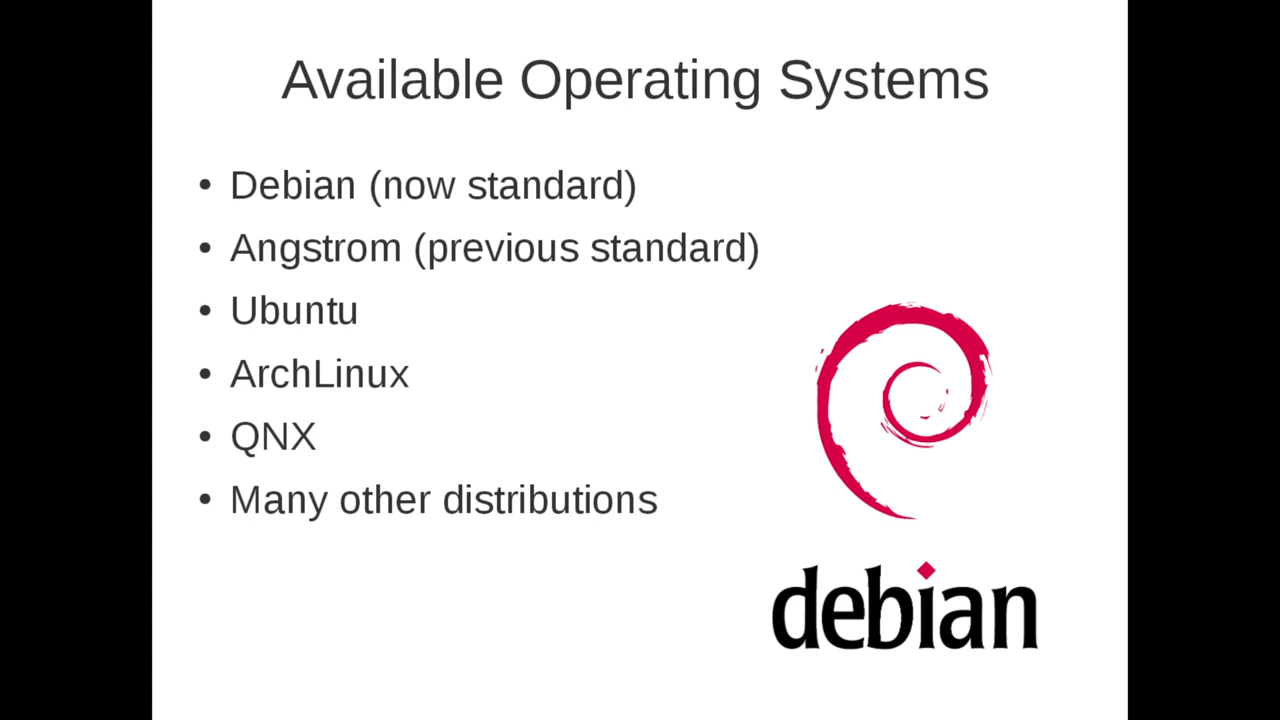 Available Operating Systems
• Debian (now standard)
• Angstrom (previous standard)
• Ubuntu
• ArchLinux
• QNX
• Many other distributions
debian